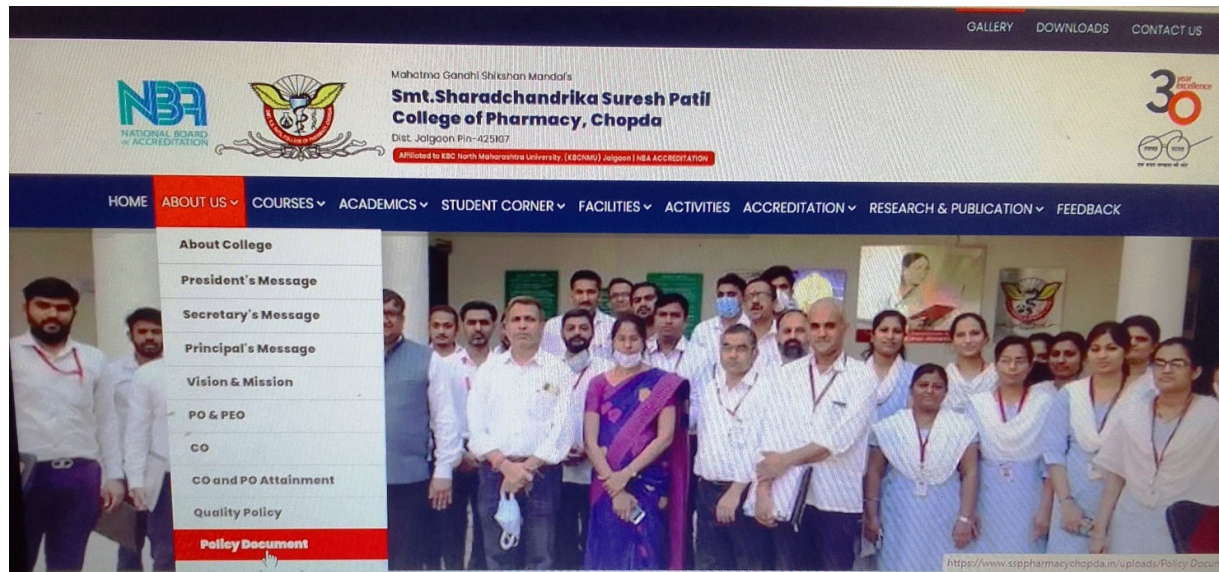 GALLERY DOWNLOADS CONTACT US
Mahatma Gandhi Shikshan Mandal's
Smt.Sharadchandrika Suresh Patil
College of Pharmacy, Chopda
Dist. Jalgaon Pin-425107
Affiliated to KBC North Maharashtra University, (KBCNMU) Jalgaon | NBA ACCREDITATION
NBA
NATIONAL BOARD
OF ACCREDITATION
30 year
excellence
HOME ABOUT US COURSES ACADEMICS STUDENT CORNER FACILITIES ACTIVITIES ACCREDITATION RESEARCH & PUBLICATION FEEDBACK
About College
President's Message
Secretary's Message
Principal's Message
Vision & Mission
PO & PEO
CO
CO and PO Attainment
Quality Policy
Policy Document
https://www.ssppharmacychopda.in/uploads/Policy Docum